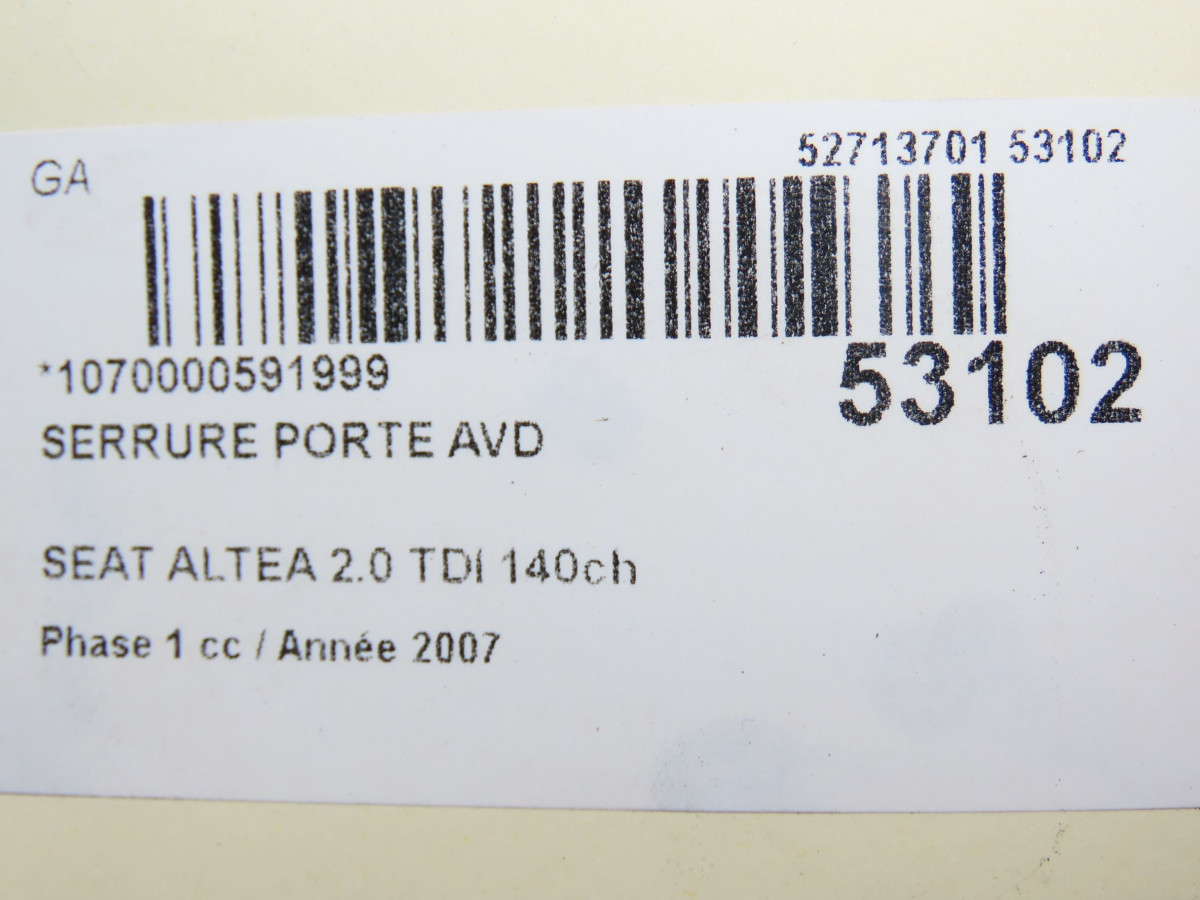 GA
52713701 53102
*1070000591999
53102
SERRURE PORTE AVD
SEAT ALTEA 2.0 TDI 140ch
Phase 1 cc / Année 2007